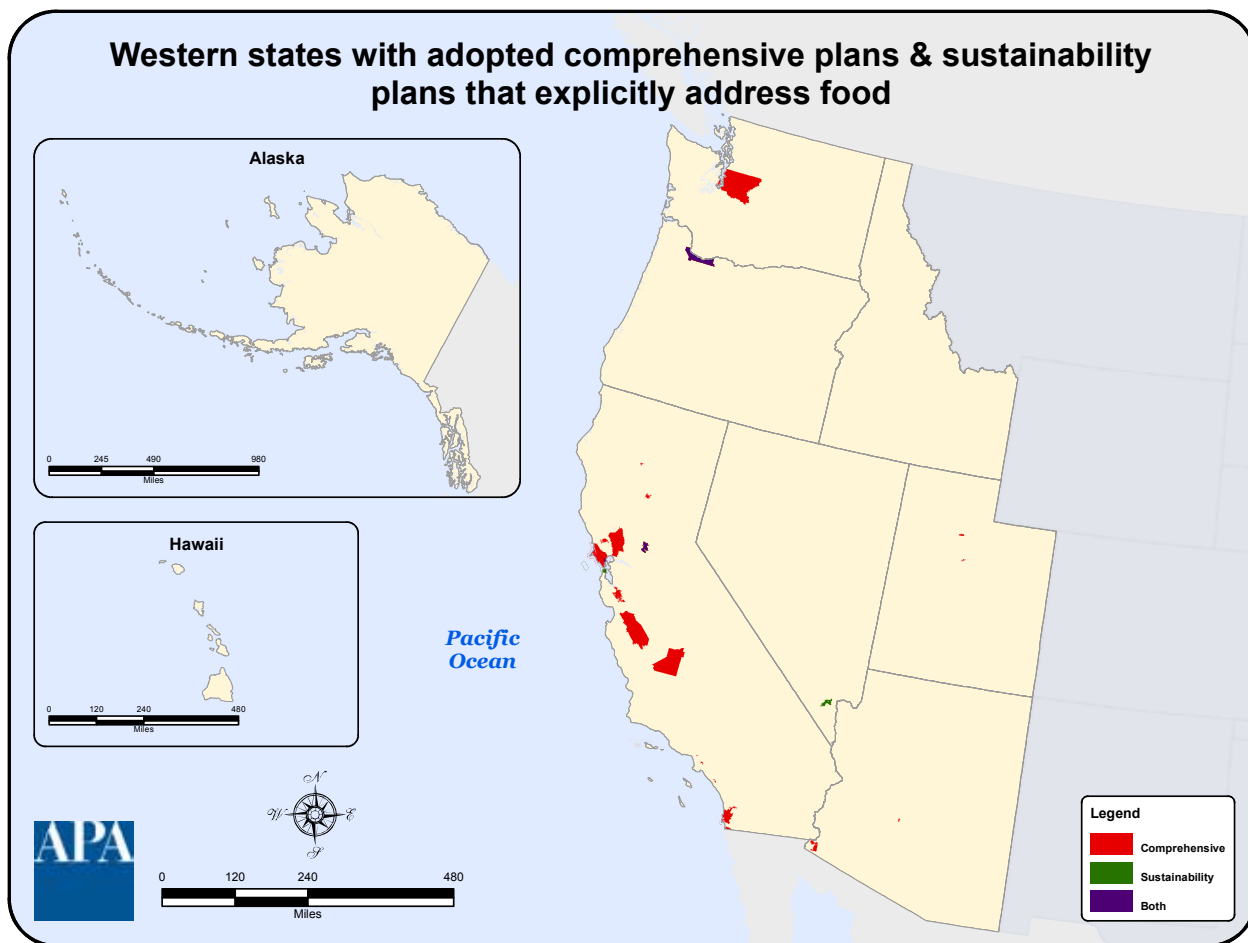 Western states with adopted comprehensive plans & sustainability
plans that explicitly address food
Alaska
0 245 490 980
Miles
Hawaii
0 120 240 480
Miles
Pacific
Ocean
N
W E
S
APA
0 120 240 480
Miles
Legend
Comprehensive
Sustainability
Both